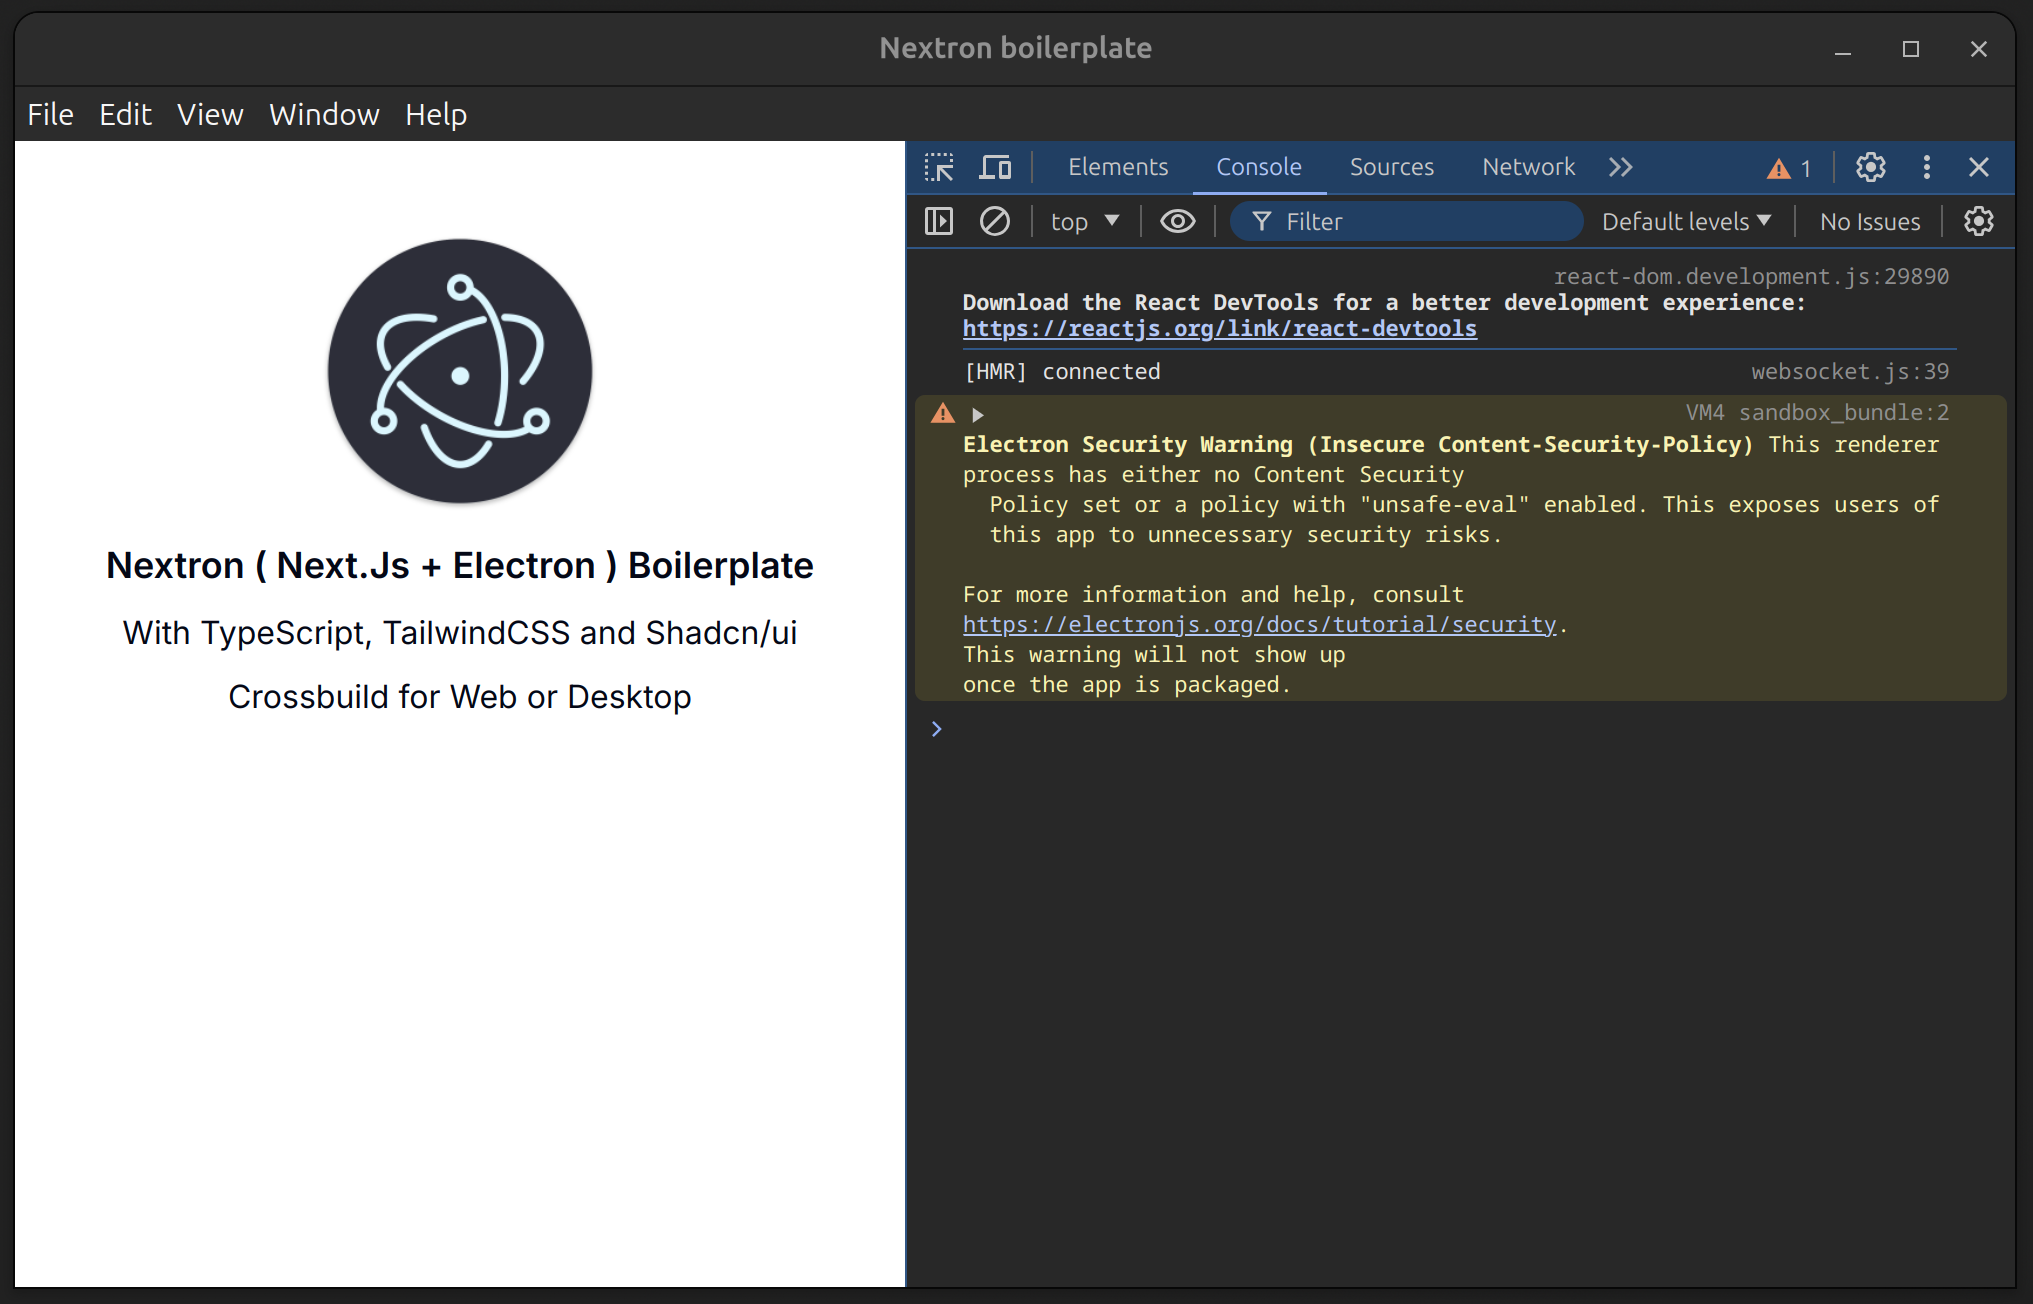 Nextron boilerplate
File Edit View Window Help
Nextron ( Next.Js + Electron ) Boilerplate
With TypeScript, TailwindCSS and Shadcn/ui
Crossbuild for Web or Desktop
Elements Console Sources Network 1
top Filter Default levels No Issues
react-dom.development.js:29890
Download the React DevTools for a better development experience:
https://reactjs.org/link/react-devtools
[HMR] connected websocket.js:39
VM4 sandbox_bundle:2
Electron Security Warning (Insecure Content-Security-Policy) This renderer
process has either no Content Security
Policy set or a policy with "unsafe-eval" enabled. This exposes users of
this app to unnecessary security risks.
For more information and help, consult
https://electronjs.org/docs/tutorial/security.
This warning will not show up
once the app is packaged.